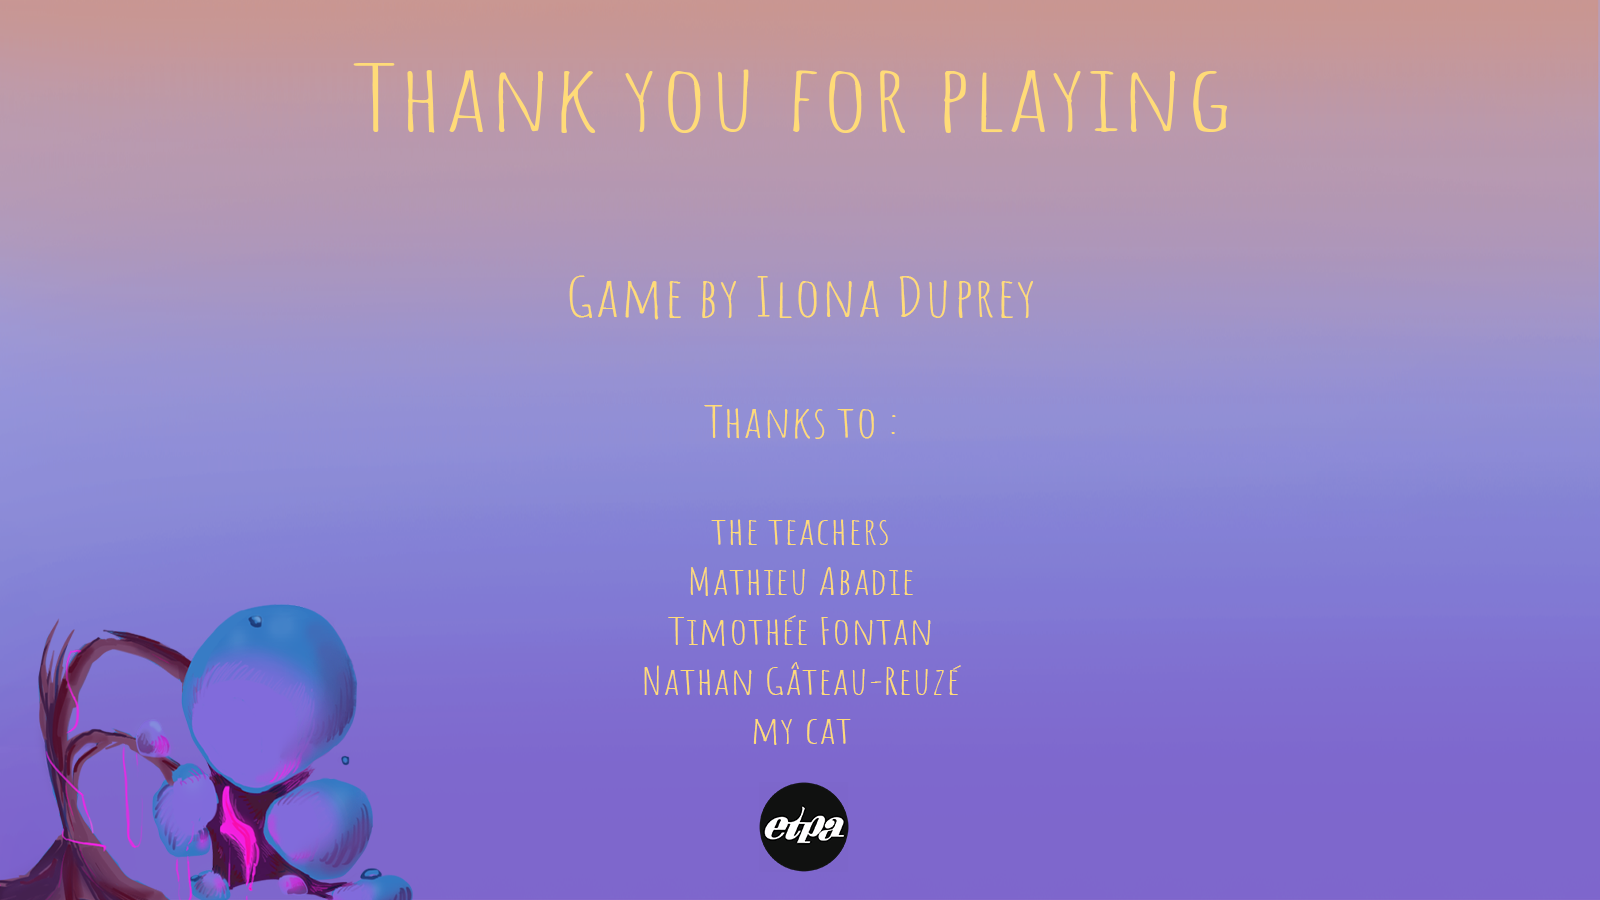 Thank you for playing
Game by Ilona Duprey
Thanks to :
the teachers
Mathieu Abadie
Timothée Fontan
Nathan Gâteau-Reuzé
my cat
etpa